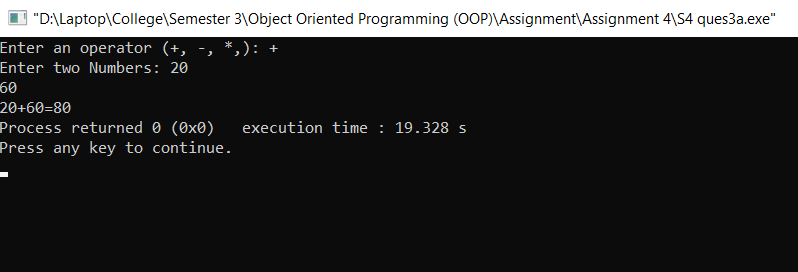 "D:\Laptop\College\Semester 3\Object Oriented Programming (OOP)\Assignment\Assignment 4\S4 ques3a.exe"
Enter an operator (+, -, *,): +
Enter two Numbers: 20
60
20+60=80
Process returned 0 (0x0)   execution time : 19.328 s
Press any key to continue.